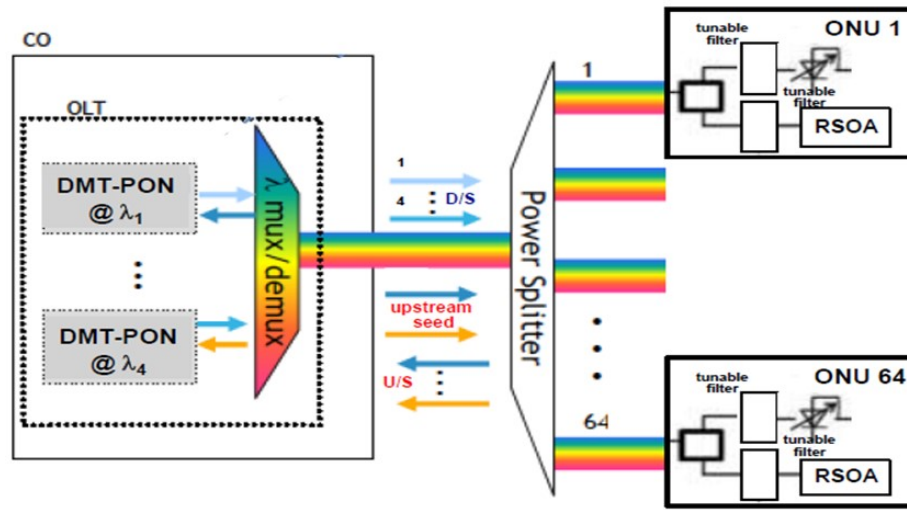 CO
OLT
DMT-PON
@ λ1
DMT-PON
@ λ4
λ mux/demux
1
4
D/S
upstream
seed
U/S
Power Splitter
1
64
ONU 1
tunable
filter
tunable
filter
RSOA
ONU 64
tunable
filter
tunable
filter
RSOA